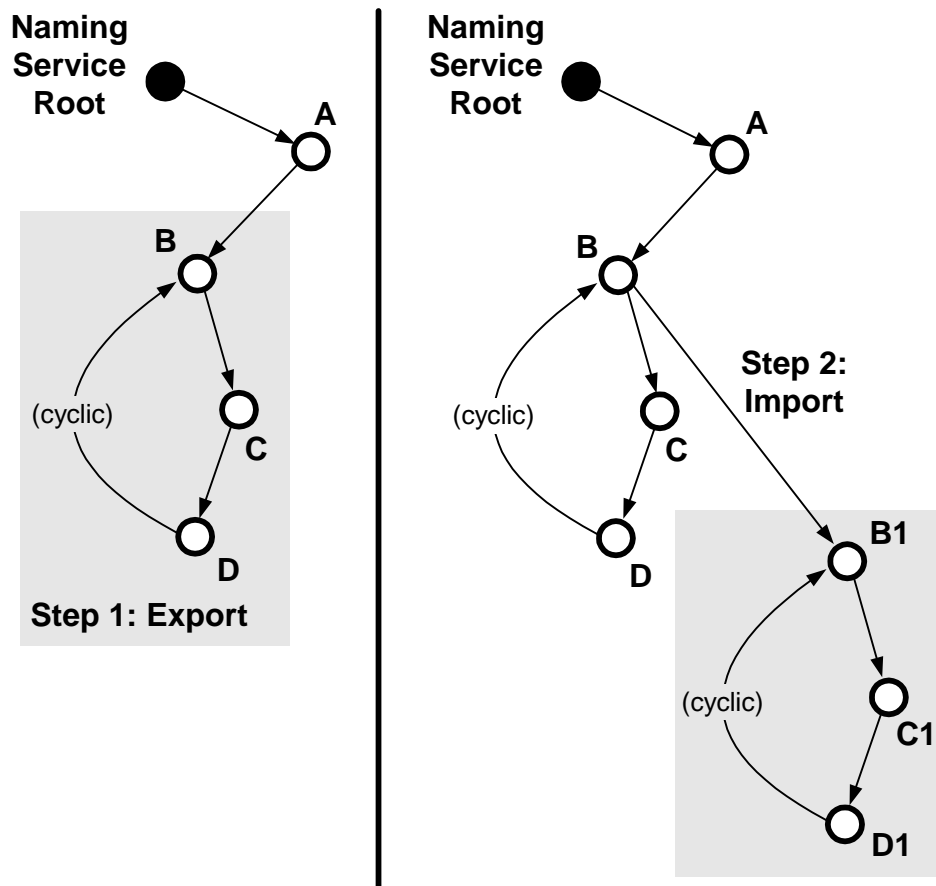 Naming
Service
Root
A
B
(cyclic)
C
D
Step 1: Export
Naming
Service
Root
A
B
Step 2:
Import
(cyclic)
C
D
B1
(cyclic)
C1
D1